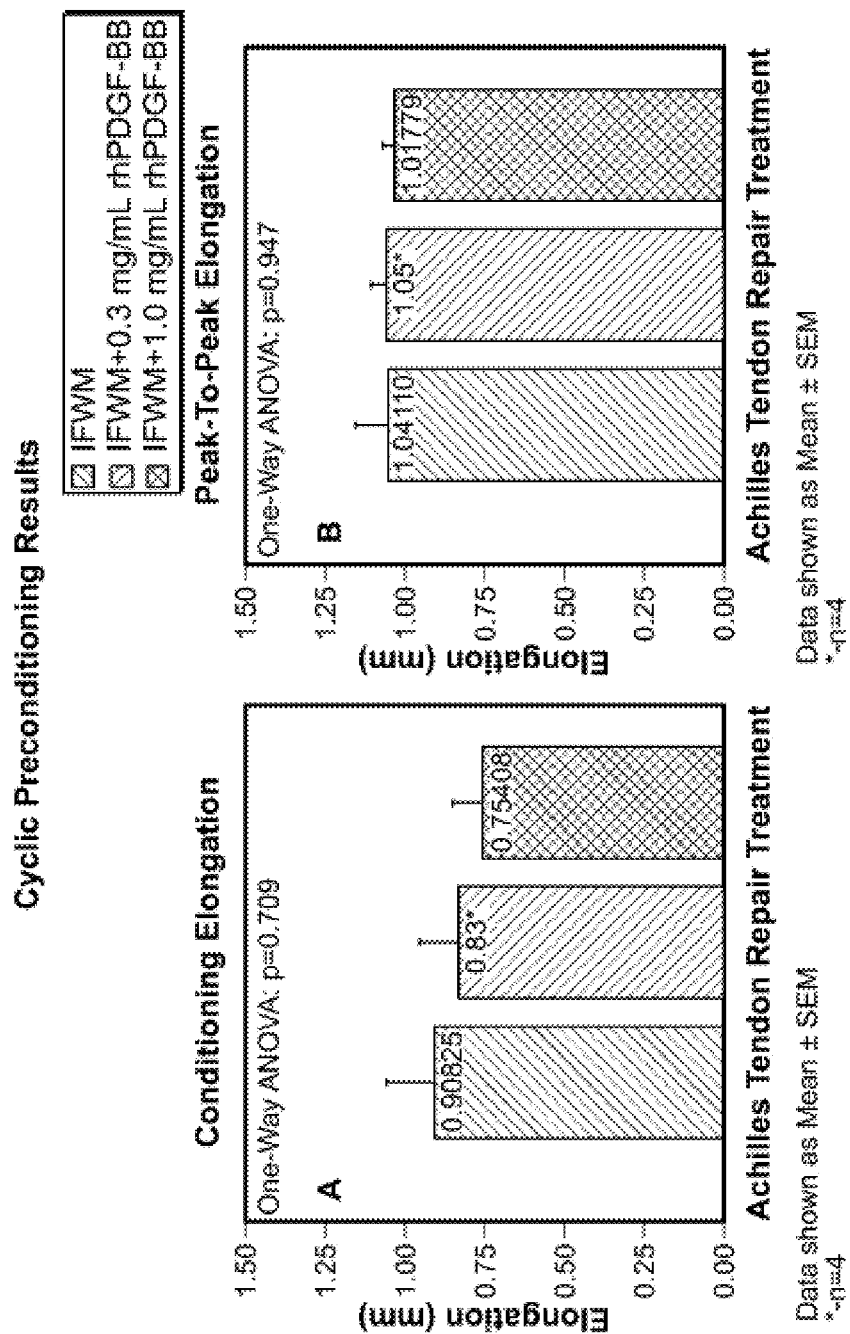 Cyclic Preconditioning Results
IFWM
IFWM+0.3 mg/mL rhPDGF-BB
IFWM+1.0 mg/mL rhPDGF-BB
Conditioning Elongation
One-Way ANOVA: p=0.709
A
Elongation (mm)
1.50
1.25
1.00
0.75
0.50
0.25
0.00
0.90825
0.83*
0.75408
Achilles Tendon Repair Treatment
Data shown as Mean ± SEM
*-n=4
Peak-To-Peak Elongation
One-Way ANOVA: p=0.947
B
Elongation (mm)
1.50
1.25
1.00
0.75
0.50
0.25
0.00
1.04110
1.05*
1.01779
Achilles Tendon Repair Treatment
Data shown as Mean ± SEM
*-n=4